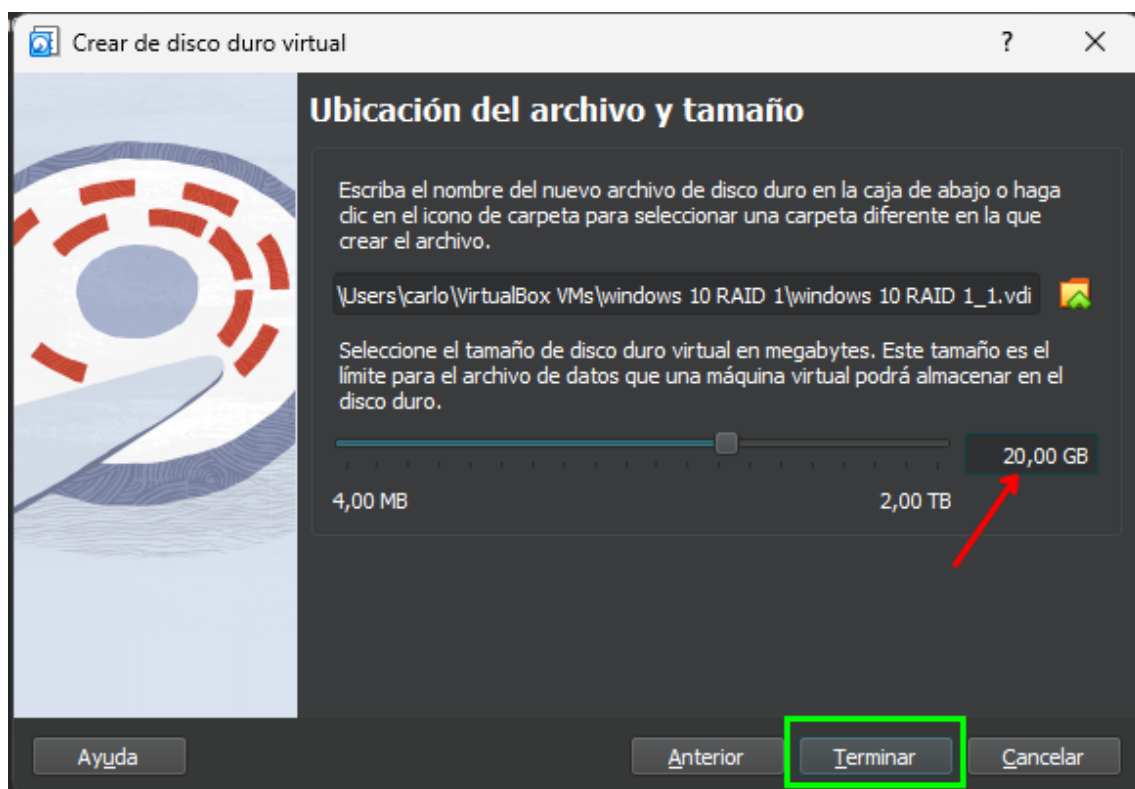 Crear de disco duro virtual
?
Ubicación del archivo y tamaño
Escriba el nombre del nuevo archivo de disco duro en la caja de abajo o haga
clic en el icono de carpeta para seleccionar una carpeta diferente en la que
crear el archivo.
\Users\carlo\VirtualBox VMs\windows 10 RAID 1\windows 10 RAID 1_1.vdi
Seleccione el tamaño de disco duro virtual en megabytes. Este tamaño es el
límite para el archivo de datos que una máquina virtual podrá almacenar en el
disco duro.
20,00 GB
4,00 MB 2,00 TB
Ayuda Anterior Terminar Cancelar